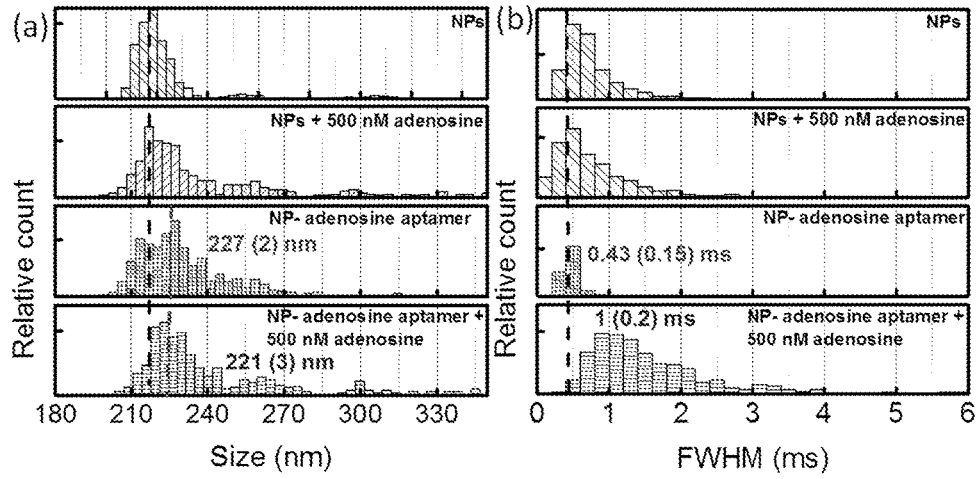 (a)
NPs
NPs + 500 nM adenosine
NP- adenosine aptamer
227 (2) nm
NP- adenosine aptamer +
500 nM adenosine
221 (3) nm
Relative count
180 210 240 270 300 330
Size (nm)
(b)
NPs
NPs + 500 nM adenosine
NP- adenosine aptamer
0.43 (0.15) ms
1 (0.2) ms
NP- adenosine aptamer +
500 nM adenosine
Relative count
0 1 2 3 4 5 6
FWHM (ms)